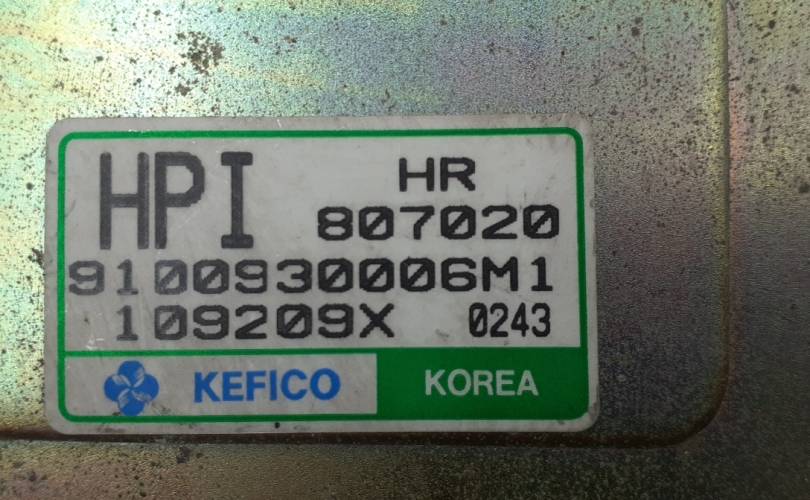 HPI HR
807020
9100930006M1
109209X 0243
KEFICO KOREA